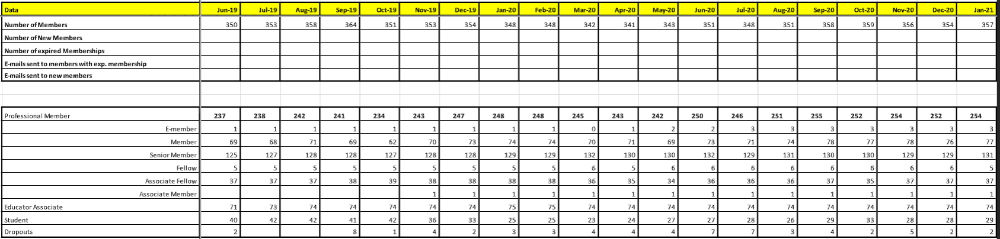 Data Jun-19 Jul-19 Aug-19 Sep-19 Oct-19 Nov-19 Dec-19 Jan-20 Feb-20 Mar-20 Apr-20 May-20 Jun-20 Jul-20 Aug-20 Sep-20 Oct-20 Nov-20 Dec-20 Jan-21
Number of Members 350 353 358 364 351 353 354 348 348 342 341 343 351 348 351 358 359 356 354 357
Number of New Members
Number of expired Memberships
E-mails sent to members with exp. membership
E-mails sent to new members
Professional Member 237 238 242 241 234 243 247 248 248 245 243 242 250 246 251 255 252 254 252 254
E-member 1 1 1 1 1 1 1 1 1 0 1 2 2 3 3 3 3 3 3 3
Member 69 68 71 69 62 70 73 74 74 70 71 69 73 71 74 78 77 78 76 77
Senior Member 125 127 128 128 127 128 128 129 129 132 130 130 132 129 131 130 130 129 129 131
Fellow 5 5 5 5 5 5 5 5 5 6 5 6 6 6 6 6 6 6 6 5
Associate Fellow 37 37 37 38 39 38 38 38 38 36 35 34 36 36 36 37 35 37 37 37
Associate Member 1 1 1 1 1 1 1 1 1 1 1 1 1 1 1
Educator Associate 71 73 74 74 74 74 74 75 75 74 74 74 74 74 74 74 74 74 74 74
Student 40 42 42 41 42 36 33 25 25 23 24 27 27 28 26 29 33 28 28 29
Dropouts 2 8 1 4 2 3 3 4 4 4 7 7 3 4 2 5 2 2